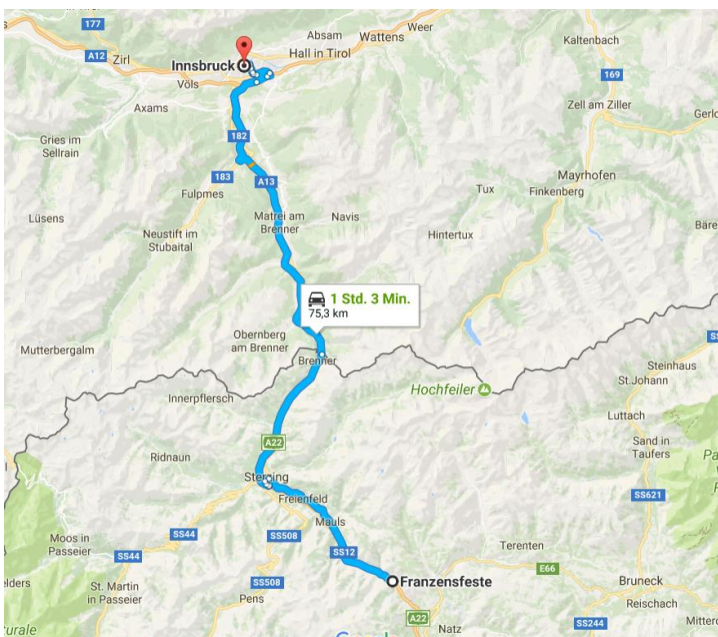 177
Absam
Wattens
Weer
Kaltenbach
A12
Zirl
Hall in Tirol
Innsbruck
Völs
169
Axams
Zell am Ziller
182
Gries im
Sellrain
183
A13
Mayrhofen
Fulpmes
Tux
Finkenberg
Lüsens
Matrei am
Brenner
Navis
Neustift im
Stubaital
Hintertux
1 Std. 3 Min.
75,3 km
Obernberg
am Brenner
Mutterbergalm
Brenner
Steinhaus
St.Johann
Hochfeiler
Innerpflersch
Luttach
A22
Sand in
Taufers
Ridnaun
Sterzing
Freienfeld
SS621
Mauls
Moos in
Passeier
SS44
SS508
SS12
Terenten
SS44
E66
Franzensfeste
Bruneck
St. Martin
in Passeier
SS508
Pens
Reischach
A22
Natz
SS244